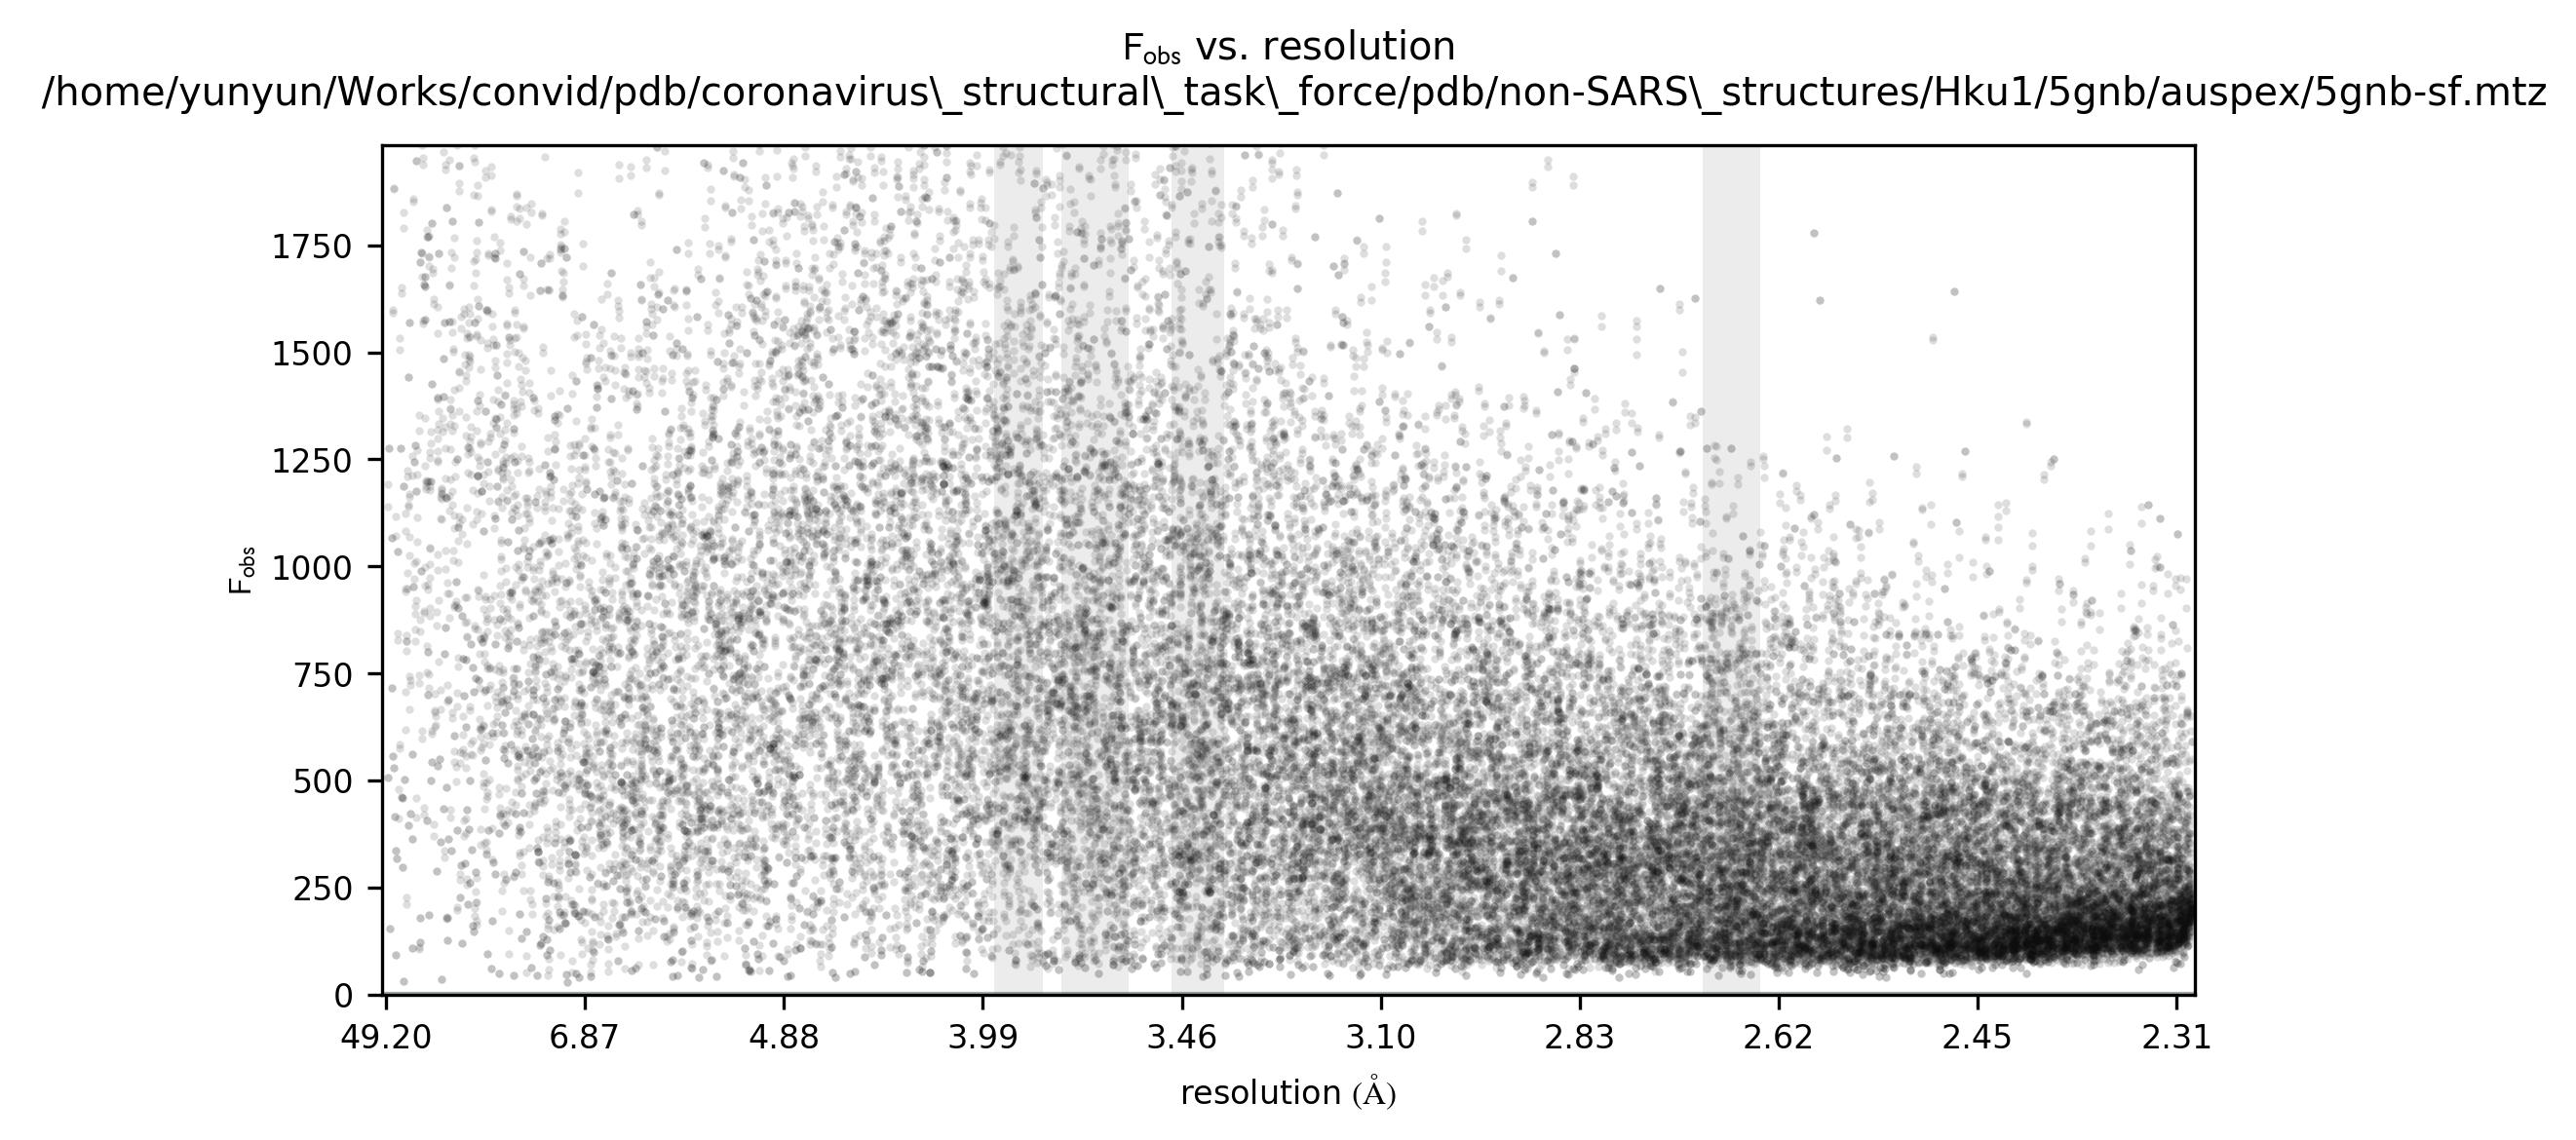 F_obs vs. resolution
/home/yunyun/Works/convid/pdb/coronavirus\_structural\_task\_force/pdb/non-SARS\_structures/Hku1/5gnb/auspex/5gnb-sf.mtz
F_obs
1750
1500
1250
1000
750
500
250
0
49.20 6.87 4.88 3.99 3.46 3.10 2.83 2.62 2.45 2.31
resolution (Å)